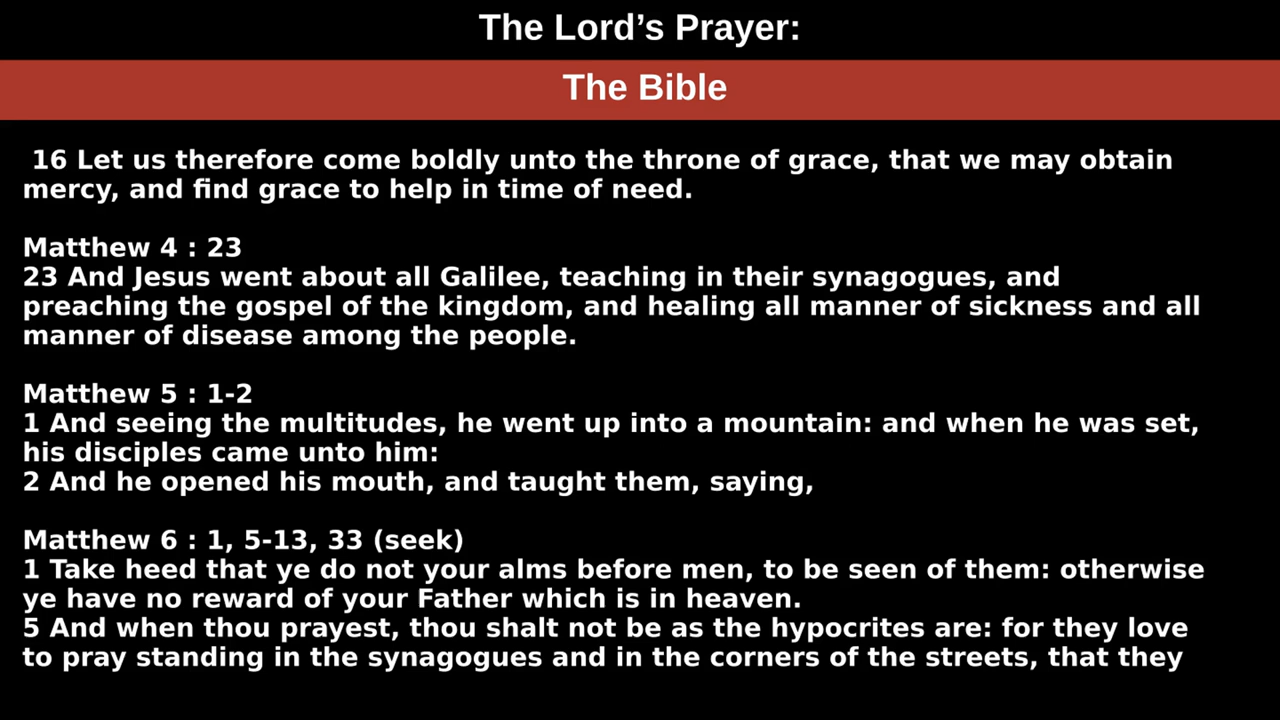 The Lord’s Prayer:
The Bible
16 Let us therefore come boldly unto the throne of grace, that we may obtain
mercy, and find grace to help in time of need.
Matthew 4 : 23
23 And Jesus went about all Galilee, teaching in their synagogues, and
preaching the gospel of the kingdom, and healing all manner of sickness and all
manner of disease among the people.
Matthew 5 : 1-2
1 And seeing the multitudes, he went up into a mountain: and when he was set,
his disciples came unto him:
2 And he opened his mouth, and taught them, saying,
Matthew 6 : 1, 5-13, 33 (seek)
1 Take heed that ye do not your alms before men, to be seen of them: otherwise
ye have no reward of your Father which is in heaven.
5 And when thou prayest, thou shalt not be as the hypocrites are: for they love
to pray standing in the synagogues and in the corners of the streets, that they